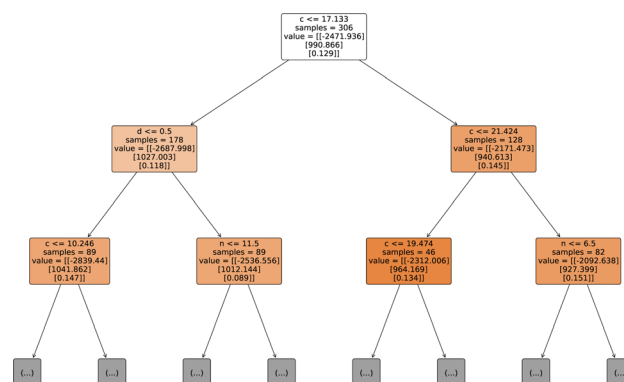 c <= 17.133
samples = 306
value = [[-2471.936]
[990.866]
[0.129]]
d <= 0.5
samples = 178
value = [[-2687.998]
[1027.003]
[0.118]]
c <= 21.424
samples = 128
value = [[-2171.473]
[940.613]
[0.145]]
c <= 10.246
samples = 89
value = [[-2839.44]
[1041.862]
[0.147]]
n <= 11.5
samples = 89
value = [[-2536.556]
[1012.144]
[0.089]]
c <= 19.474
samples = 46
value = [[-2312.006]
[964.169]
[0.134]]
n <= 6.5
samples = 82
value = [[-2092.638]
[927.399]
[0.151]]
(...)
(...)
(...)
(...)
(...)
(...)
(...)
(...)